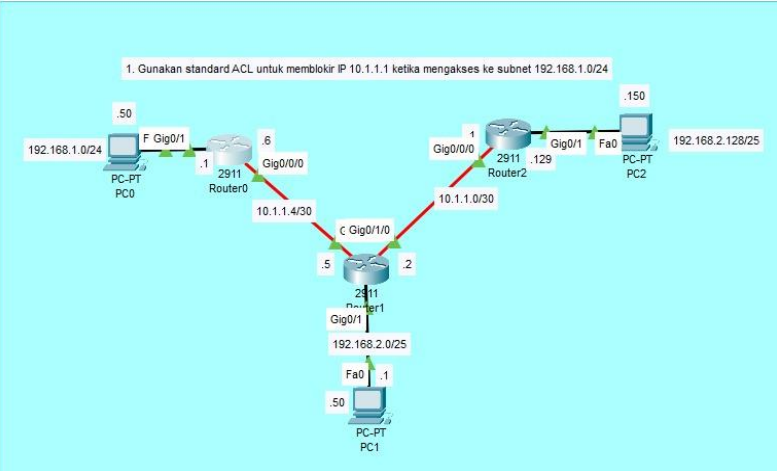 1. Gunakan standard ACL untuk memblokir IP 10.1.1.1 ketika mengakses ke subnet 192.168.1.0/24
.50
.150
192.168.1.0/24
F Gig0/1
.6
.1
Gig0/0/0
PC-PT
PC0
2911
Router0
1
Gig0/0/0
2911
Router2
.129
Gig0/1
Fa0
PC-PT
PC2
192.168.2.128/25
10.1.1.4/30
10.1.1.0/30
Gig0/1/0
.5
.2
2911
Router1
Gig0/1
192.168.2.0/25
Fa0
.1
.50
PC-PT
PC1